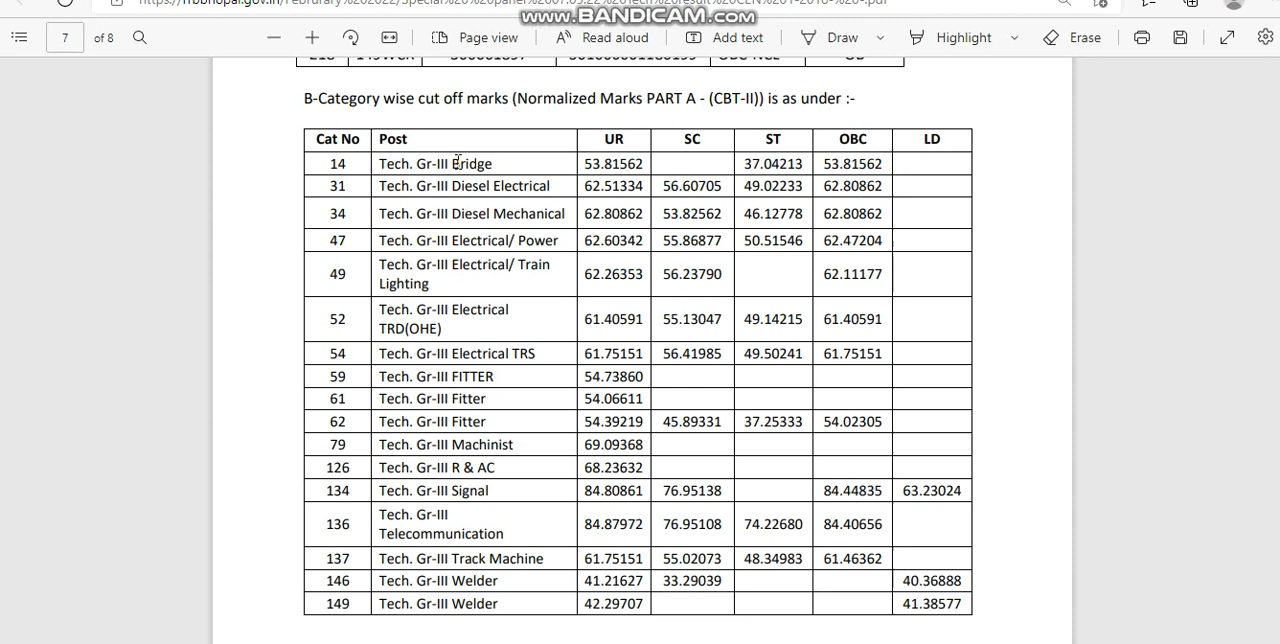 www.BANDICAM.com
7 of 8 Page view Read aloud Add text Draw Highlight Erase
B-Category wise cut off marks (Normalized Marks PART A - (CBT-II)) is as under :-
Cat No Post UR SC ST OBC LD
14 Tech. Gr-III Bridge 53.81562 37.04213 53.81562
31 Tech. Gr-III Diesel Electrical 62.51334 56.60705 49.02233 62.80862
34 Tech. Gr-III Diesel Mechanical 62.80862 53.82562 46.12778 62.80862
47 Tech. Gr-III Electrical/ Power 62.60342 55.86877 50.51546 62.47204
49 Tech. Gr-III Electrical/ Train Lighting 62.26353 56.23790 62.11177
52 Tech. Gr-III Electrical TRD(OHE) 61.40591 55.13047 49.14215 61.40591
54 Tech. Gr-III Electrical TRS 61.75151 56.41985 49.50241 61.75151
59 Tech. Gr-III FITTER 54.73860
61 Tech. Gr-III Fitter 54.06611
62 Tech. Gr-III Fitter 54.39219 45.89331 37.25333 54.02305
79 Tech. Gr-III Machinist 69.09368
126 Tech. Gr-III R & AC 68.23632
134 Tech. Gr-III Signal 84.80861 76.95138 84.44835 63.23024
136 Tech. Gr-III Telecommunication 84.87972 76.95108 74.22680 84.40656
137 Tech. Gr-III Track Machine 61.75151 55.02073 48.34983 61.46362
146 Tech. Gr-III Welder 41.21627 33.29039 40.36888
149 Tech. Gr-III Welder 42.29707 41.38577